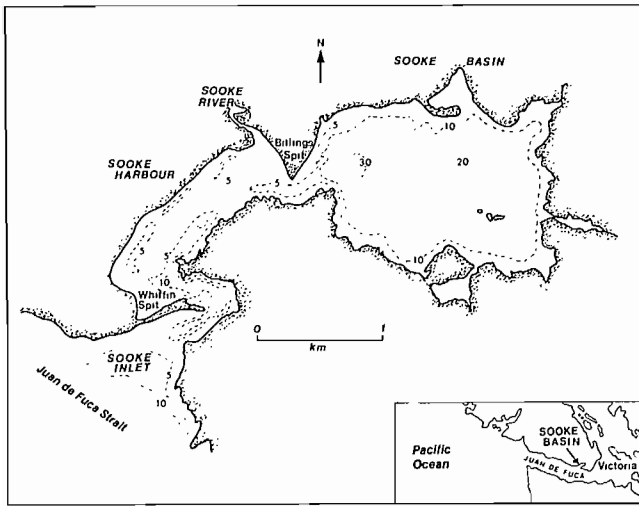 N
SOOKE BASIN
SOOKE
RIVER
5
10
Billings
Spit
SOOKE
HARBOUR
5
30
20
5
5
5
10
10
Whiffin
Spit
0 1
km
SOOKE
INLET
5
10
Juan de Fuca Strait
SOOKE
BASIN
Pacific
Ocean
JUAN DE FUCA
Victoria